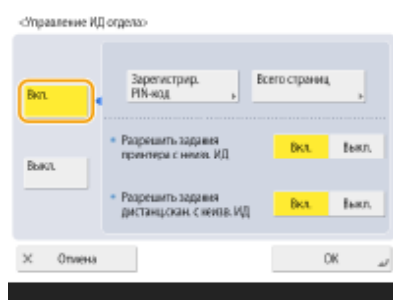 <Управление ИД отдела>
Вкл.
Зарегистрир.
PIN-код
Всего страниц
Разрешить задания
принтера с неизв. ИД
Вкл. Выкл.
Выкл.
Разрешить задания
дистанц.скан. с неизв. ИД
Вкл. Выкл.
Отмена
OK